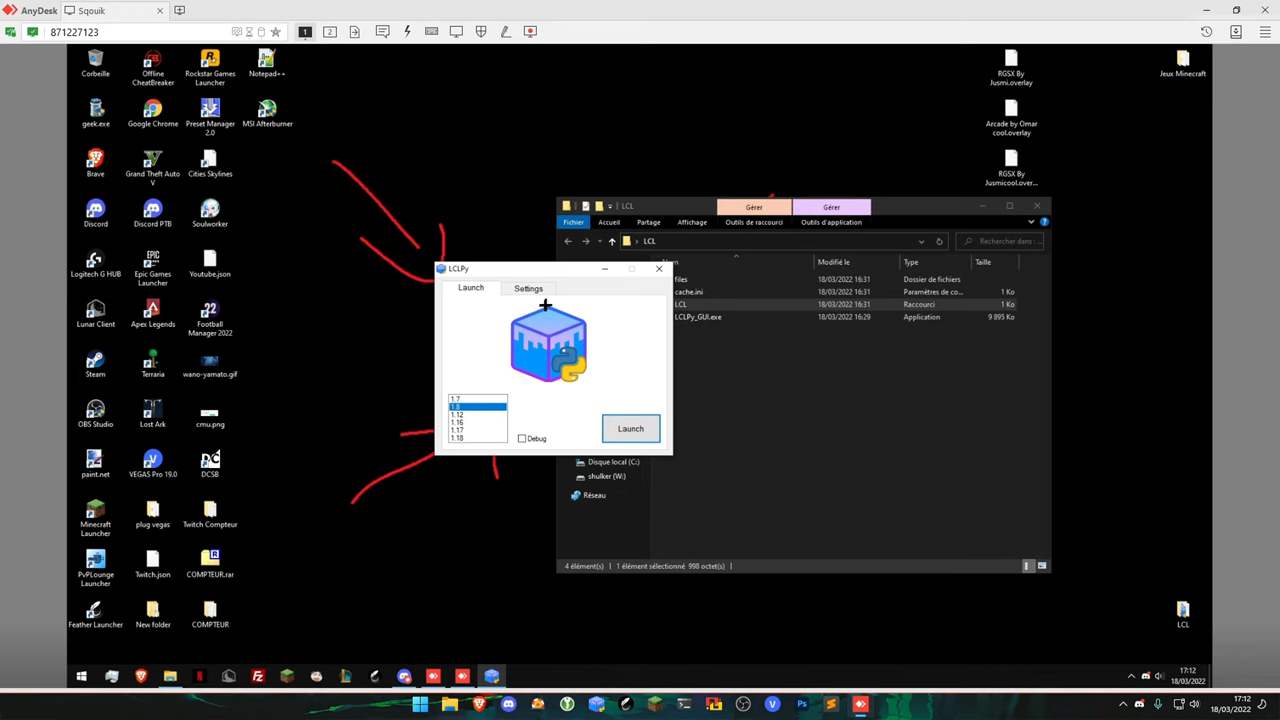 AnyDesk
Sqouik
871227123
1
2
Corbeille
Offline
CheatBreaker
Rockstar Games
Launcher
Notepad++
geek.exe
Google Chrome
Preset Manager
2.0
MSI Afterburner
Brave
Grand Theft Auto
V
Cities Skylines
Discord
Discord PTB
Soulworker
Logitech G HUB
Epic Games
Launcher
Youtube.json
Lunar Client
Apex Legends
Football
Manager 2022
Steam
Terraria
wano-yamato.gif
OBS Studio
Lost Ark
cmu.png
paint.net
VEGAS Pro 19.0
DCSB
Minecraft
Launcher
plug vegas
Twitch Compteur
PvPLounge
Launcher
Twitch.json
COMPTEUR.rar
Feather Launcher
New folder
COMPTEUR
RGSX By
Jusmi.overlay
Jeux Minecraft
Arcade by Omar
cool.overlay
RGSX By
Jusmicool.over...
LCL
LCL
Gérer
Gérer
Fichier
Accueil
Partage
Affichage
Outils de raccourci
Outils d'application
LCL
Rechercher dans :
Modifié le
Type
Taille
files
18/03/2022 16:31
Dossier de fichiers
cache.ini
18/03/2022 16:31
Paramètres de co...
1 Ko
LCL
18/03/2022 16:31
Raccourci
1 Ko
LCLPy_GUI.exe
18/03/2022 16:29
Application
9 895 Ko
Disque local (C:)
shulker (W:)
Réseau
4 élément(s)
1 élément sélectionné 998 octet(s)
LCLPy
Launch
Settings
1.7
1.8
1.12
1.16
1.17
1.18
Debug
Launch
17:12
18/03/2022
17:12
18/03/2022